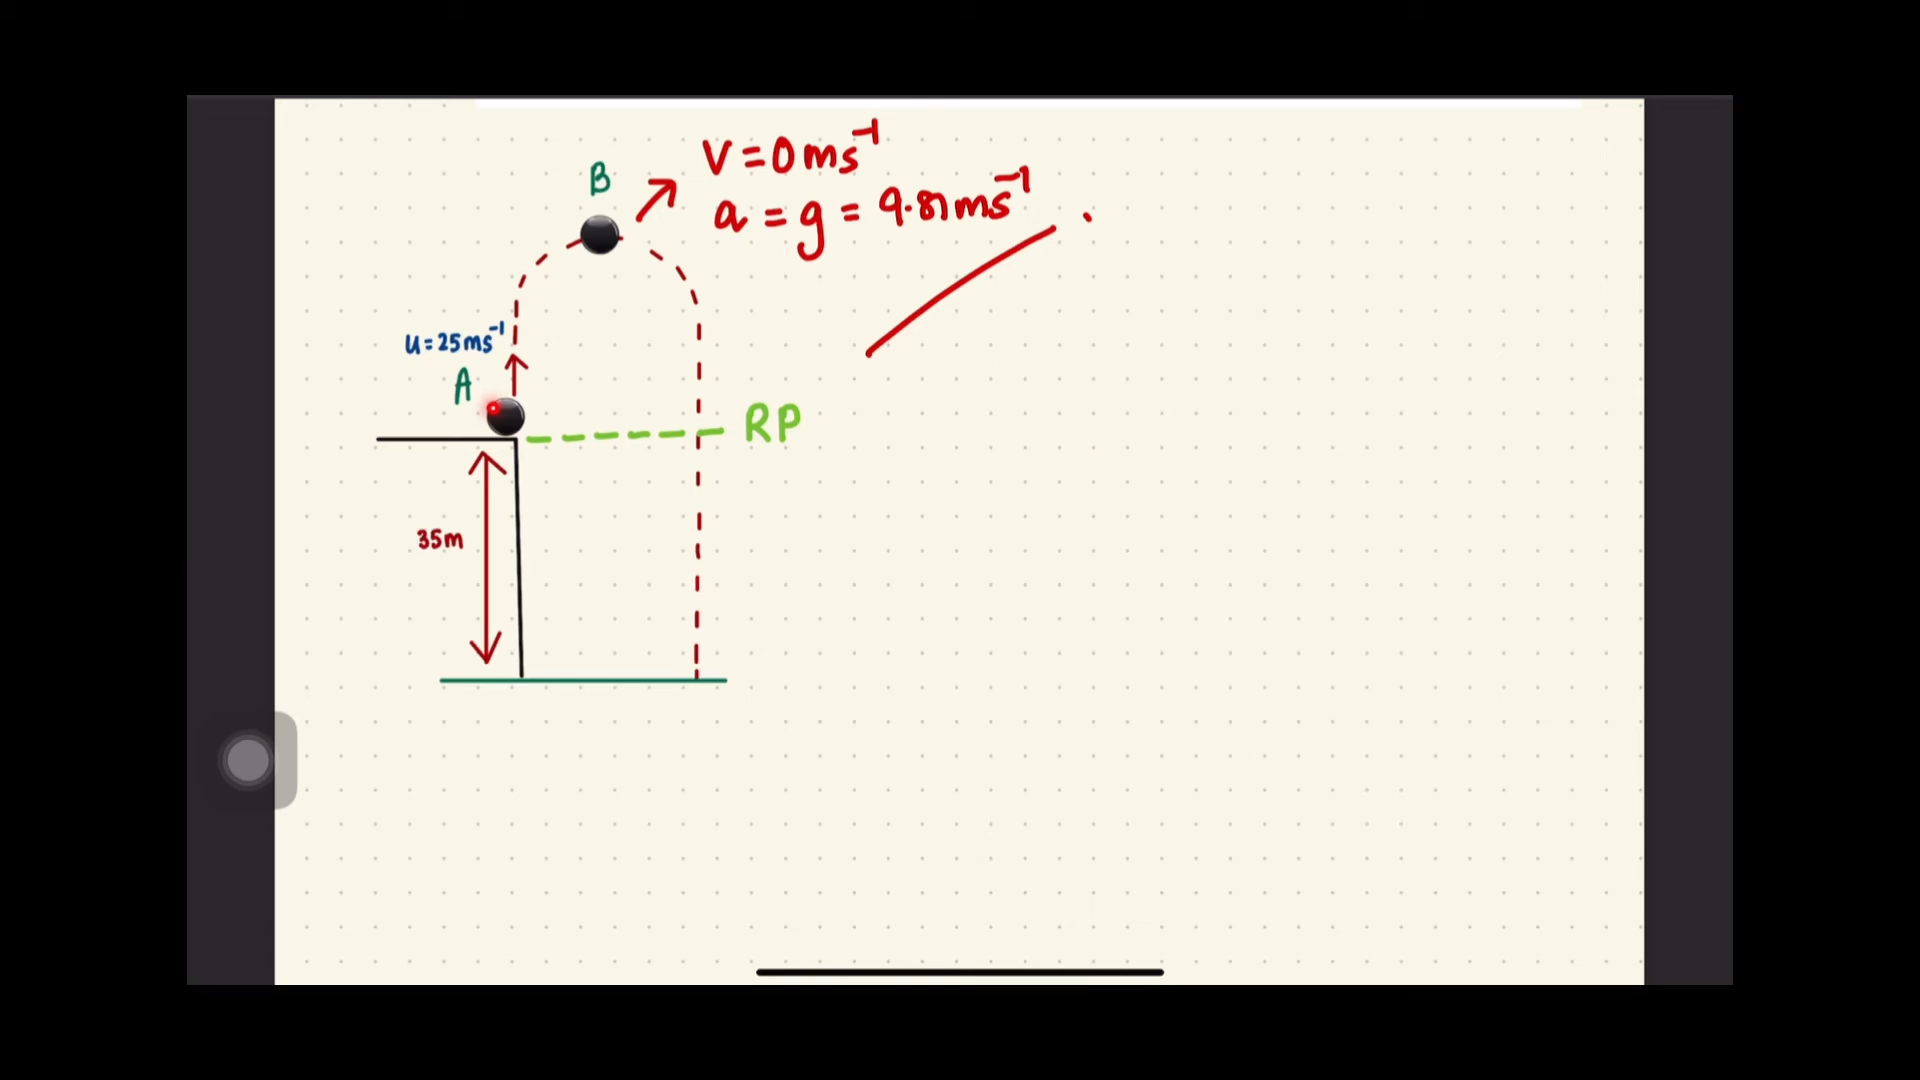 V = 0 ms⁻¹
B
a = g = 9.81 ms⁻¹
u = 25 ms⁻¹
A
RP
35m